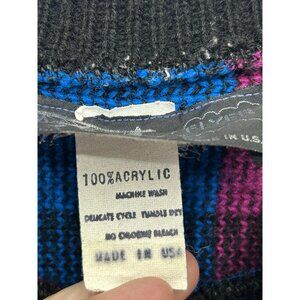 IN U.S.
100% ACRYLIC
MACHINE WASH
DELICATE CYCLE TUMBLE DRY
NO CHLORINE BLEACH
MADE IN USA